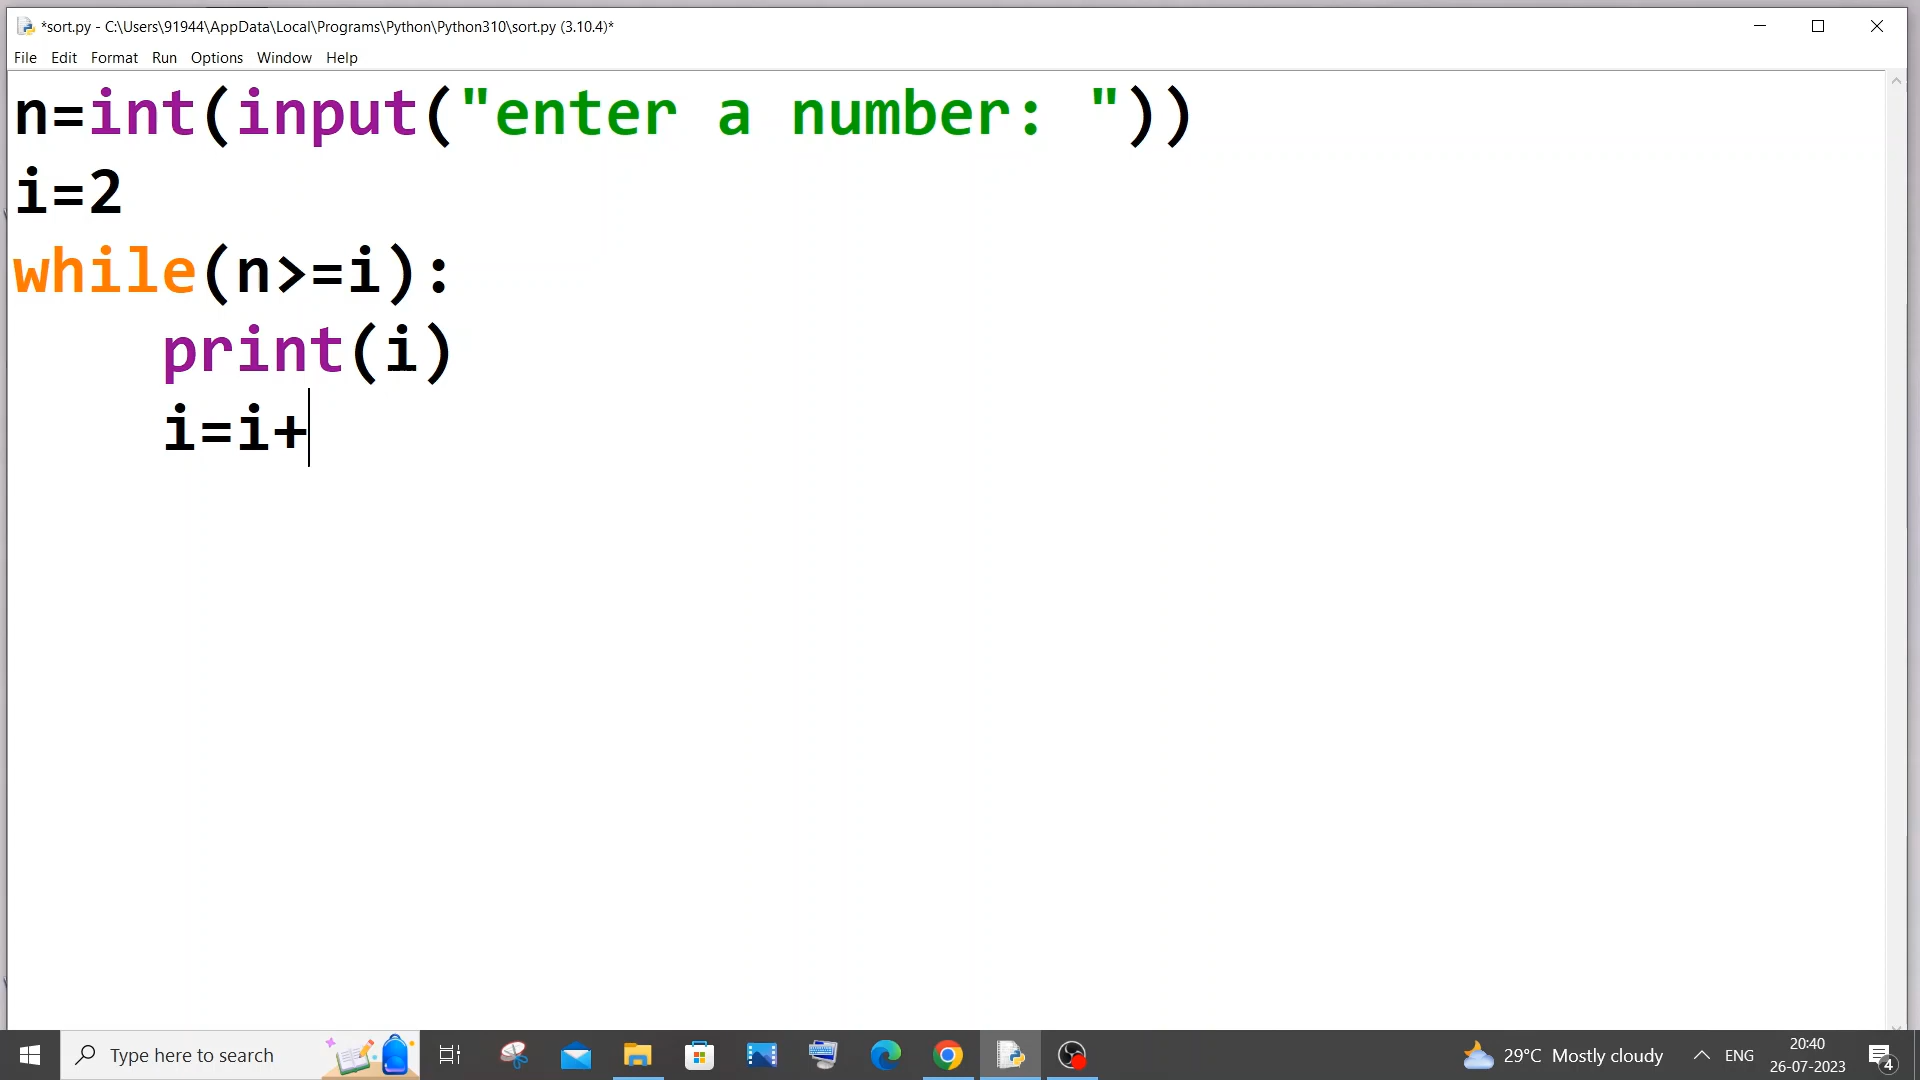 *sort.py - C:\Users\91944\AppData\Local\Programs\Python\Python310\sort.py (3.10.4)*
File Edit Format Run Options Window Help
n=int(input("enter a number: "))
i=2
while(n>=i):
    print(i)
    i=i+
Type here to search
29°C Mostly cloudy
ENG
20:40
26-07-2023
4